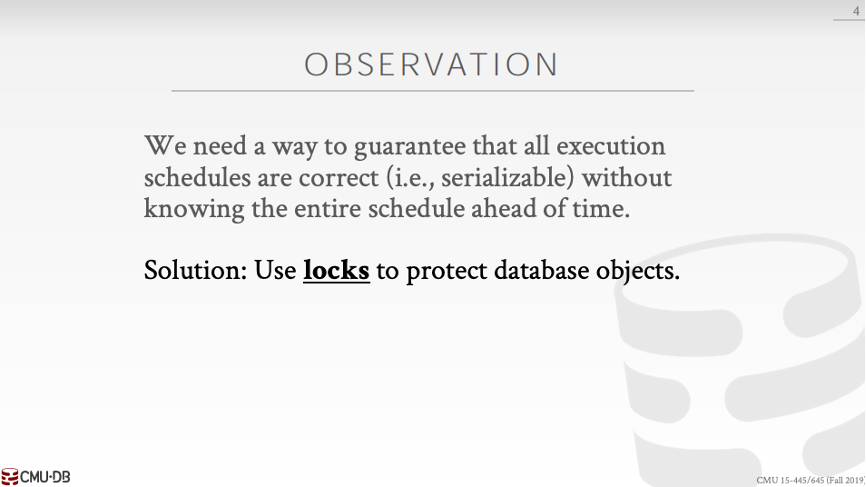 4
OBSERVATION
We need a way to guarantee that all execution
schedules are correct (i.e., serializable) without
knowing the entire schedule ahead of time.
Solution: Use locks to protect database objects.
CMU·DB
CMU 15-445/645 (Fall 2019)